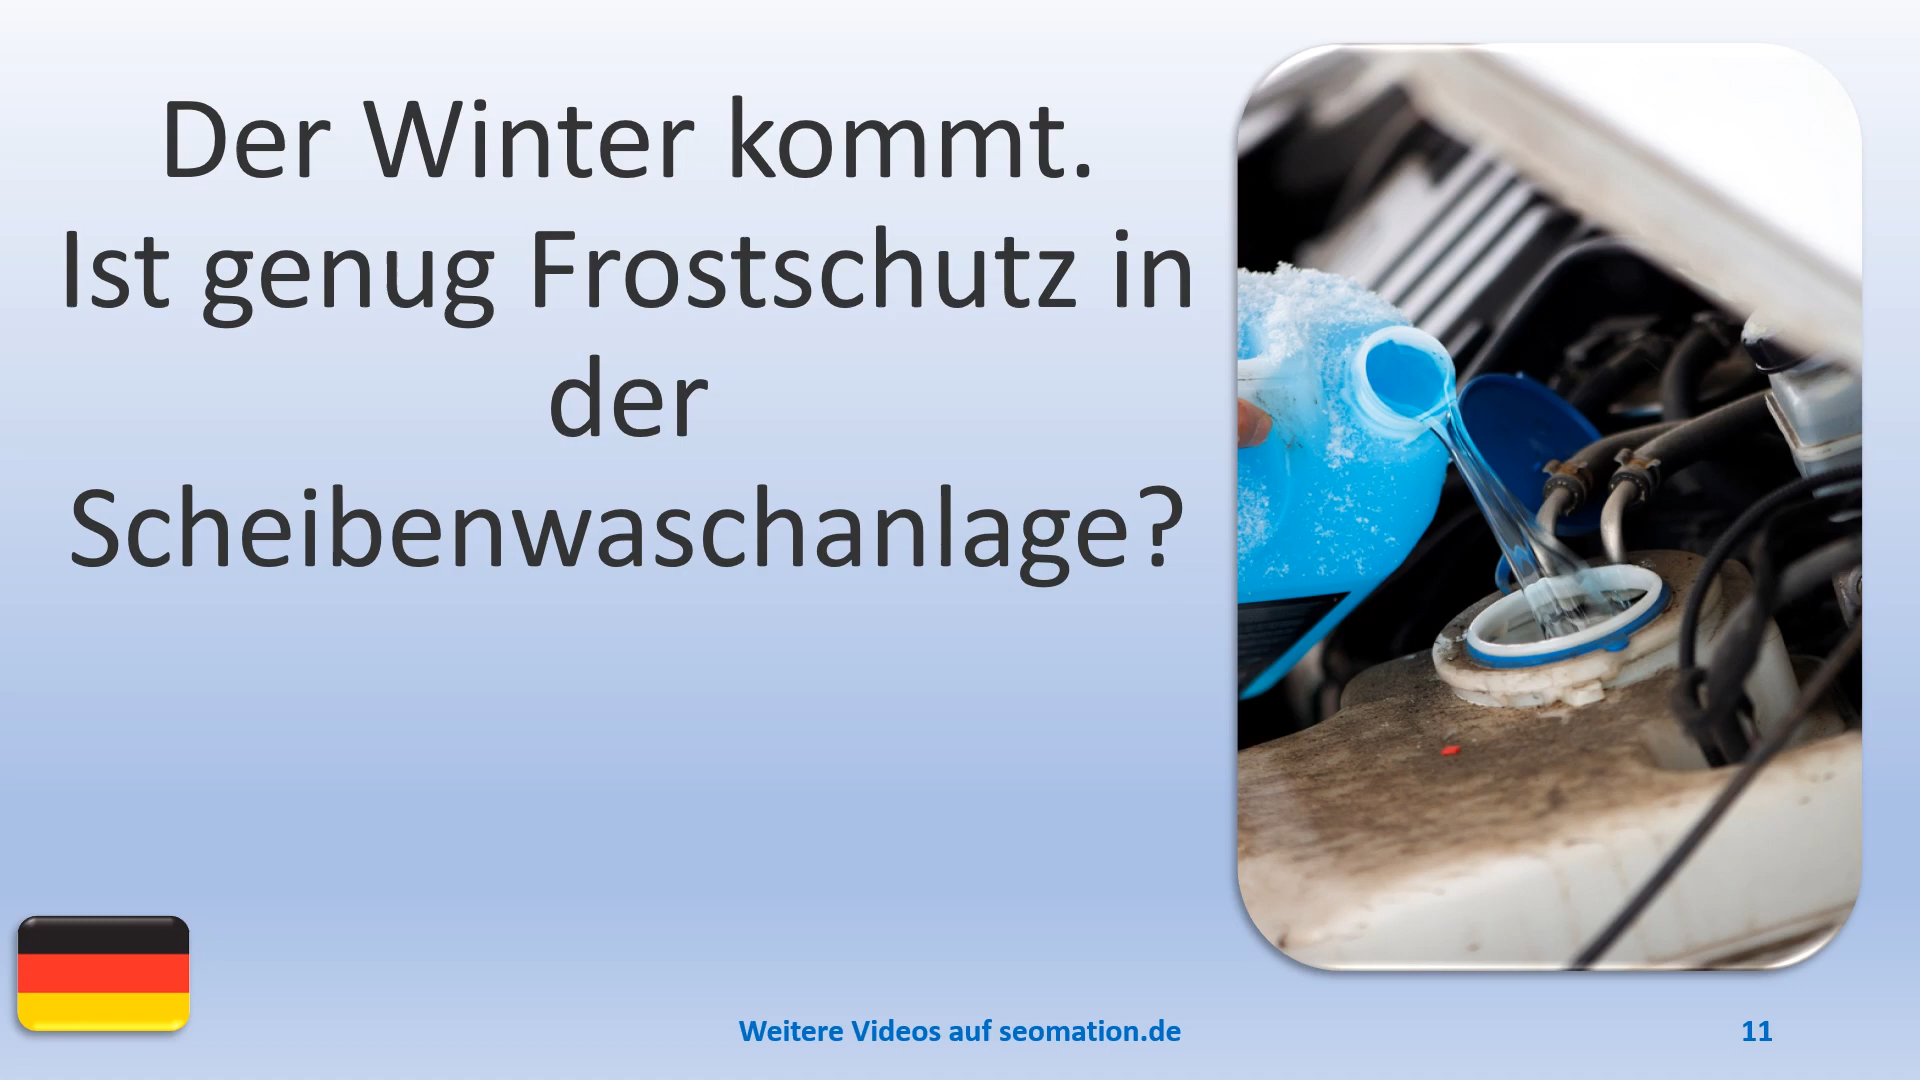 Der Winter kommt.
Ist genug Frostschutz in
der
Scheibenwaschanlage?
Weitere Videos auf seomation.de
11